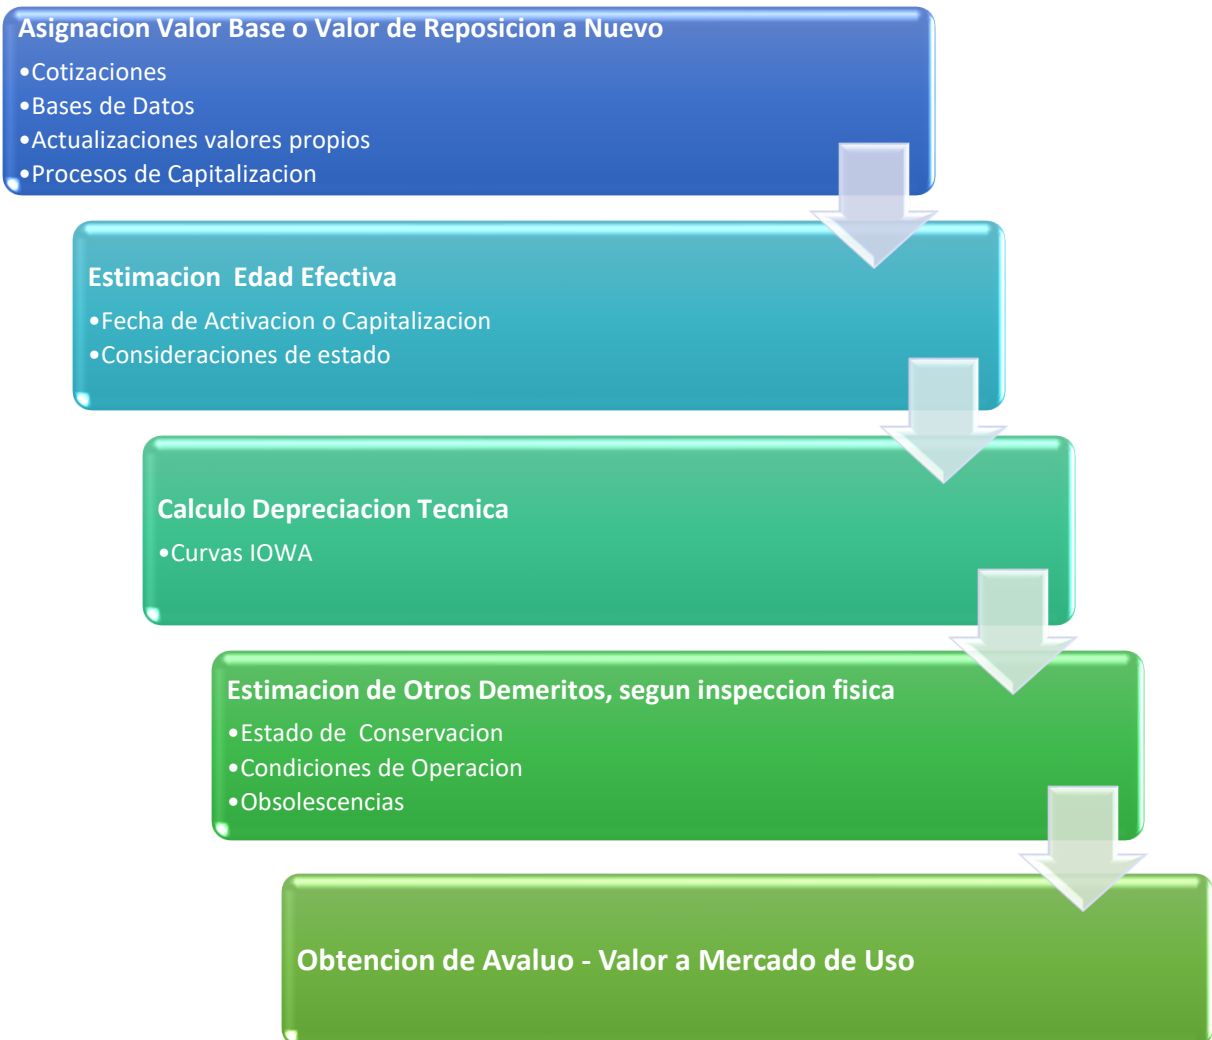 Asignacion Valor Base o Valor de Reposicion a Nuevo
•Cotizaciones
•Bases de Datos
•Actualizaciones valores propios
•Procesos de Capitalizacion
Estimacion  Edad Efectiva
•Fecha de Activacion o Capitalizacion
•Consideraciones de estado
Calculo Depreciacion Tecnica
•Curvas IOWA
Estimacion de Otros Demeritos, segun inspeccion fisica
•Estado de  Conservacion
•Condiciones de Operacion
•Obsolescencias
Obtencion de Avaluo - Valor a Mercado de Uso